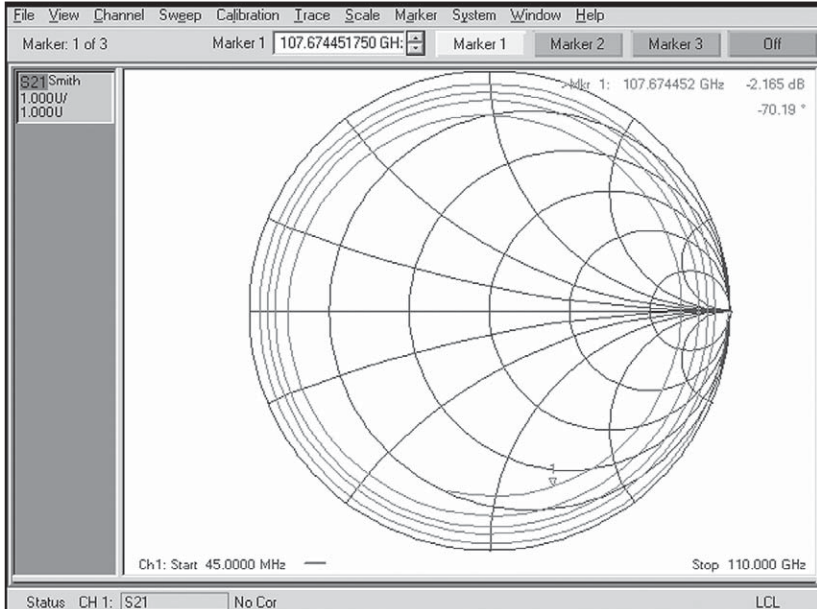 File View Channel Sweep Calibration Trace Scale Marker System Window Help
Marker: 1 of 3 Marker 1 107.674451750 GH: Marker 1 Marker 2 Marker 3 Off
S21 Smith
1.000U/
1.000U
>Mkr 1: 107.674452 GHz -2.165 dB
-70.19 °
1
Ch1: Start 45.0000 MHz Stop 110.000 GHz
Status CH 1: S21 No Cor LCL